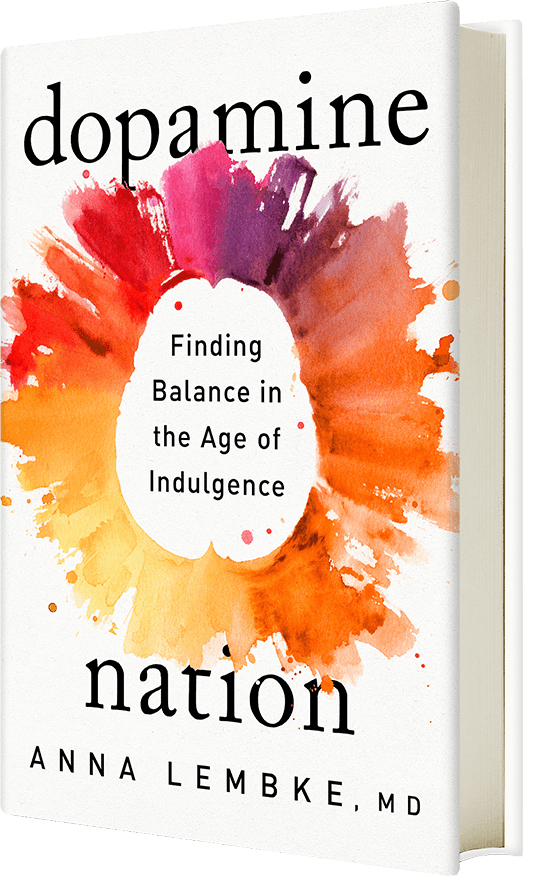 dopamine
Finding
Balance in
the Age of
Indulgence
nation
ANNA LEMBKE, MD